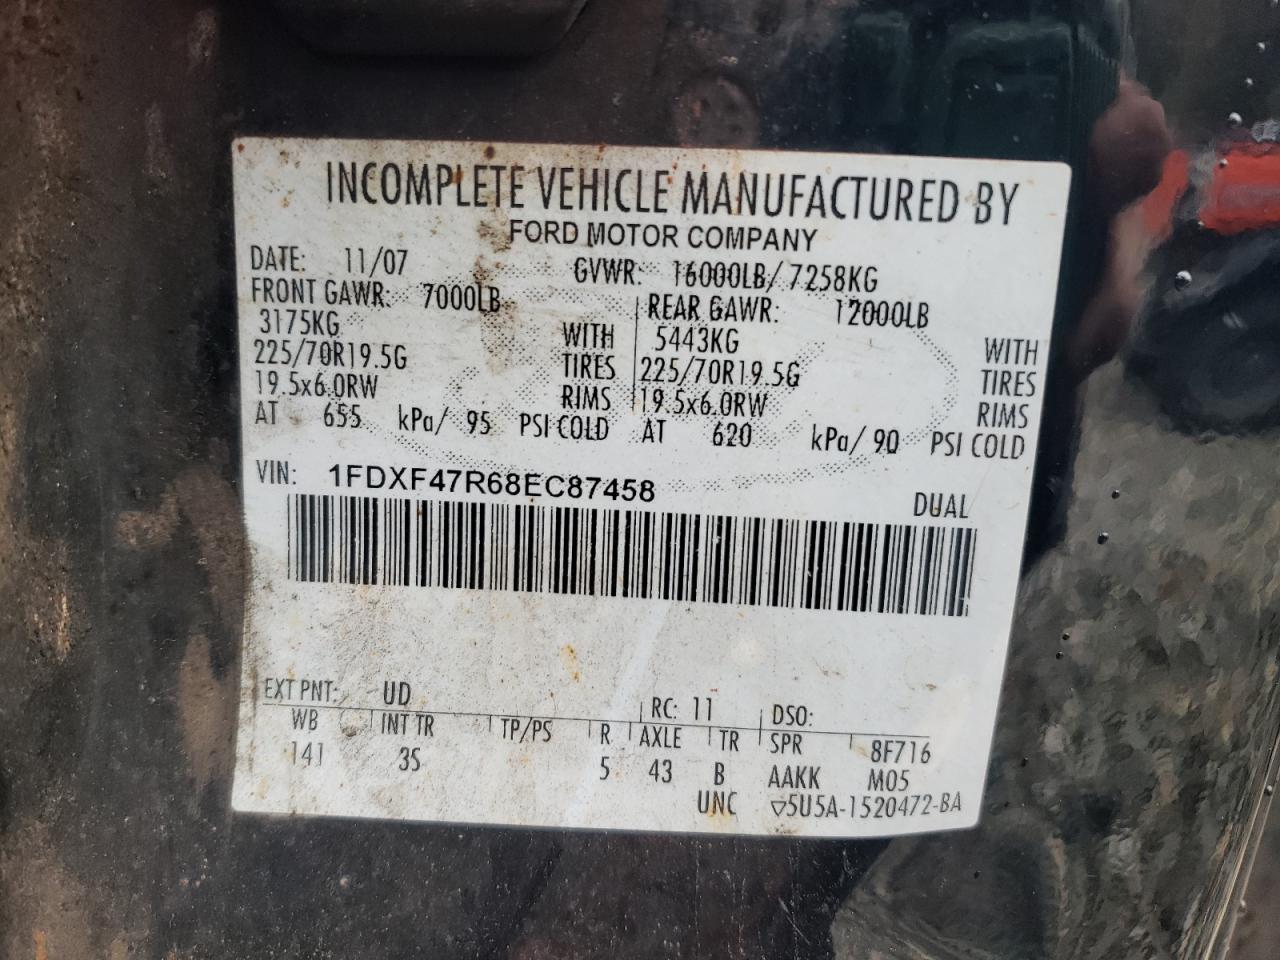 INCOMPLETE VEHICLE MANUFACTURED BY
FORD MOTOR COMPANY
DATE: 11/07 GVWR: 16000LB/7258KG
FRONT GAWR: 7000LB REAR GAWR: 12000LB
3175KG WITH 5443KG WITH
225/70R19.5G TIRES 225/70R19.5G TIRES
19.5x6.0RW RIMS 19.5x6.0RW RIMS
AT 655 kPa/ 95 PSI COLD AT 620 kPa/ 90 PSI COLD
VIN: 1FDXF47R68EC87458
DUAL
EXT PNT: UD RC: 11 DSO:
WB INT TR TP/PS R AXLE TR SPR 8F716
141 35 5 43 B AAKK M05
UNC ▽5U5A-1520472-BA